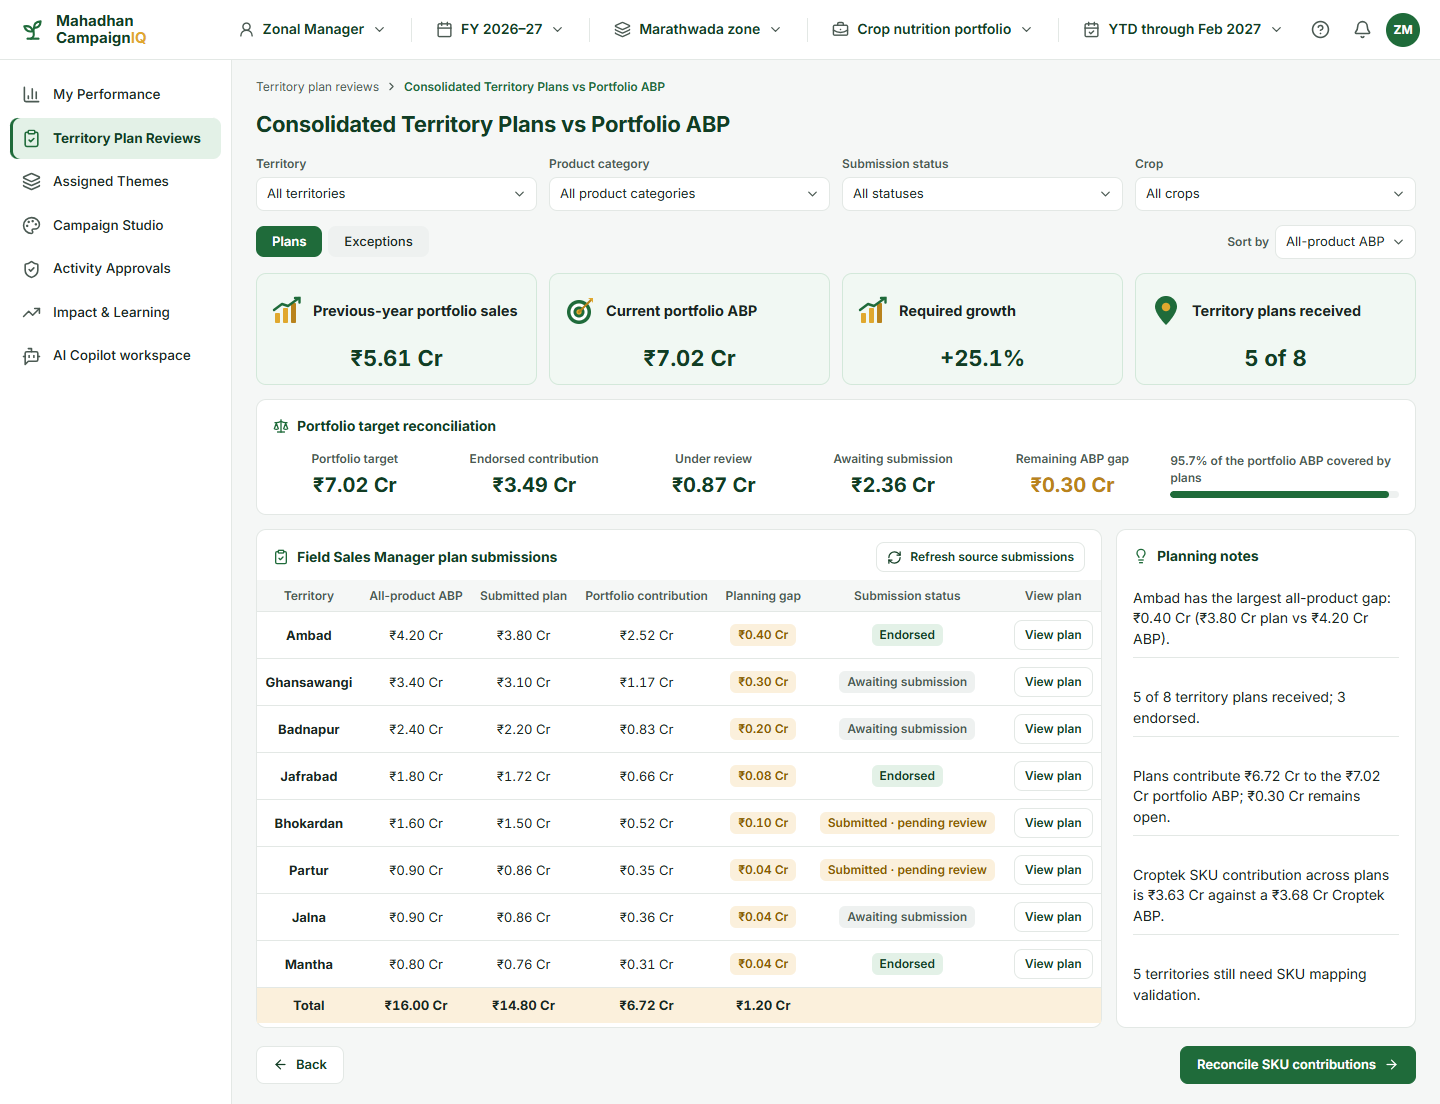 Mahadhan
CampaignIQ
Zonal Manager
FY 2026–27
Marathwada zone
Crop nutrition portfolio
YTD through Feb 2027
ZM
My Performance
Territory Plan Reviews
Assigned Themes
Campaign Studio
Activity Approvals
Impact & Learning
AI Copilot workspace
Territory plan reviews > Consolidated Territory Plans vs Portfolio ABP
Consolidated Territory Plans vs Portfolio ABP
Territory Product category Submission status Crop
All territories All product categories All statuses All crops
Plans Exceptions Sort by All-product ABP
Previous-year portfolio sales
₹5.61 Cr
Current portfolio ABP
₹7.02 Cr
Required growth
+25.1%
Territory plans received
5 of 8
Portfolio target reconciliation
Portfolio target
₹7.02 Cr
Endorsed contribution
₹3.49 Cr
Under review
₹0.87 Cr
Awaiting submission
₹2.36 Cr
Remaining ABP gap
₹0.30 Cr
95.7% of the portfolio ABP covered by
plans
Field Sales Manager plan submissions
Refresh source submissions
Territory All-product ABP Submitted plan Portfolio contribution Planning gap Submission status View plan
Ambad ₹4.20 Cr ₹3.80 Cr ₹2.52 Cr ₹0.40 Cr Endorsed View plan
Ghansawangi ₹3.40 Cr ₹3.10 Cr ₹1.17 Cr ₹0.30 Cr Awaiting submission View plan
Badnapur ₹2.40 Cr ₹2.20 Cr ₹0.83 Cr ₹0.20 Cr Awaiting submission View plan
Jafrabad ₹1.80 Cr ₹1.72 Cr ₹0.66 Cr ₹0.08 Cr Endorsed View plan
Bhokardan ₹1.60 Cr ₹1.50 Cr ₹0.52 Cr ₹0.10 Cr Submitted · pending review View plan
Partur ₹0.90 Cr ₹0.86 Cr ₹0.35 Cr ₹0.04 Cr Submitted · pending review View plan
Jalna ₹0.90 Cr ₹0.86 Cr ₹0.36 Cr ₹0.04 Cr Awaiting submission View plan
Mantha ₹0.80 Cr ₹0.76 Cr ₹0.31 Cr ₹0.04 Cr Endorsed View plan
Total ₹16.00 Cr ₹14.80 Cr ₹6.72 Cr ₹1.20 Cr
Planning notes
Ambad has the largest all-product gap:
₹0.40 Cr (₹3.80 Cr plan vs ₹4.20 Cr
ABP).
5 of 8 territory plans received; 3
endorsed.
Plans contribute ₹6.72 Cr to the ₹7.02
Cr portfolio ABP; ₹0.30 Cr remains
open.
Croptek SKU contribution across plans
is ₹3.63 Cr against a ₹3.68 Cr Croptek
ABP.
5 territories still need SKU mapping
validation.
Back
Reconcile SKU contributions